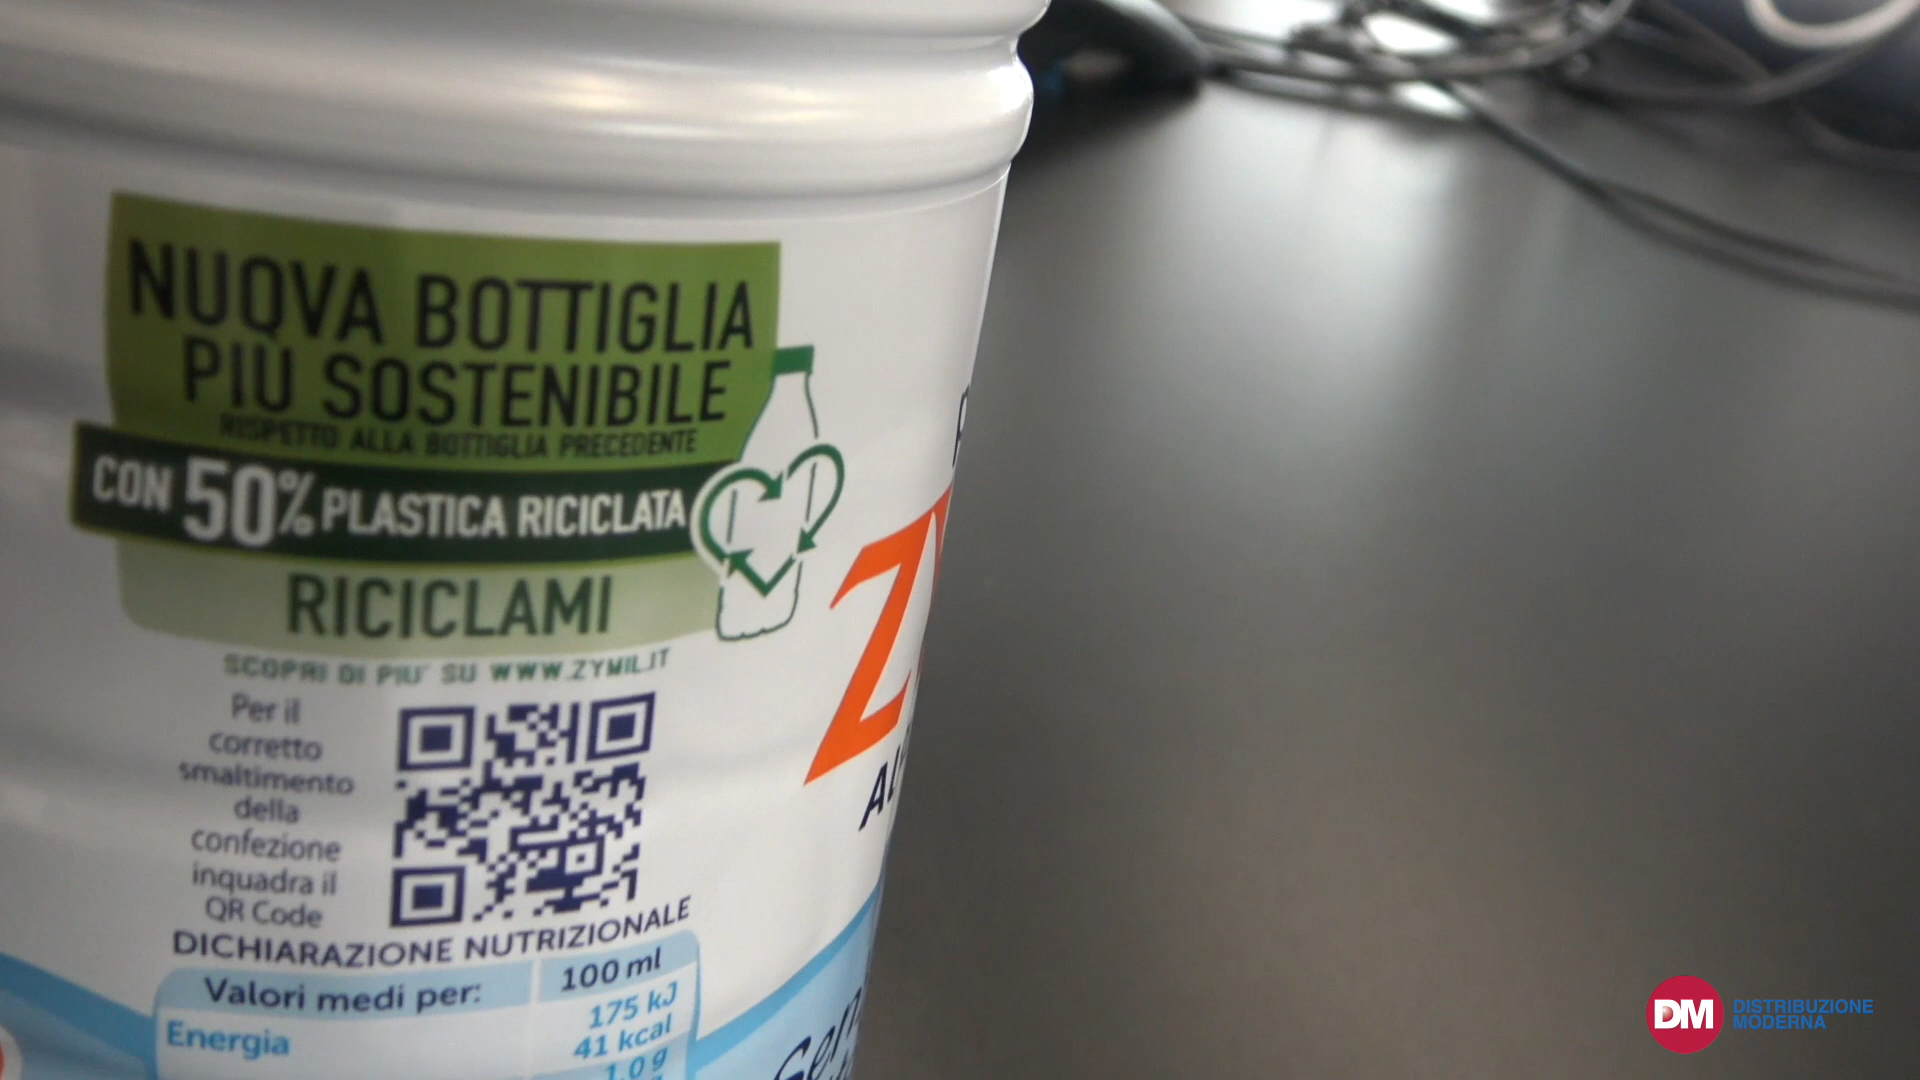 NUOVA BOTTIGLIA
PIÙ SOSTENIBILE
RISPETTO ALLA BOTTIGLIA PRECEDENTE
CON 50% PLASTICA RICICLATA
RICICLAMI
SCOPRI DI PIU' SU WWW.ZYMIL.IT
Per il
corretto
smaltimento
della
confezione
inquadra il
QR Code
DICHIARAZIONE NUTRIZIONALE
Valori medi per: 100 ml
Energia 175 kJ
41 kcal
1.0 g
DM DISTRIBUZIONE
MODERNA